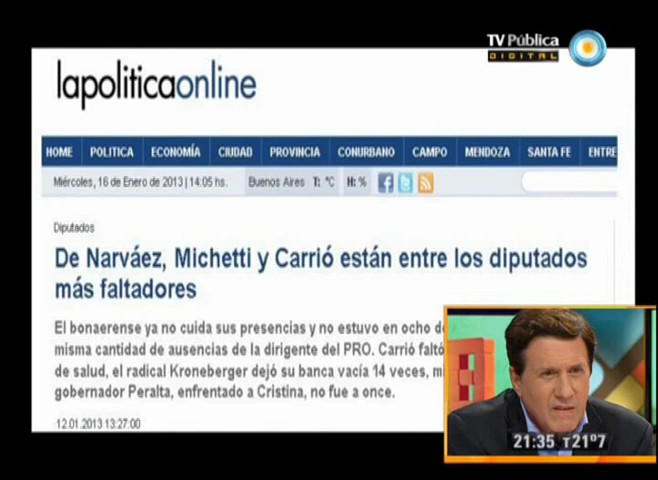 TV Pública
DIGITAL
lapoliticaonline
HOME POLITICA ECONOMÍA CIUDAD PROVINCIA CONURBANO CAMPO MENDOZA SANTA FE ENTRE
Miércoles, 16 de Enero de 2013 | 14:05 hs. Buenos Aires T: °C H: %
Diputados
De Narváez, Michetti y Carrió están entre los diputados
más faltadores
El bonaerense ya no cuida sus presencias y no estuvo en ocho de
misma cantidad de ausencias de la dirigente del PRO. Carrió faltó
de salud, el radical Kroneberger dejó su banca vacía 14 veces,
gobernador Peralta, enfrentado a Cristina, no fue a once.
12.01.2013 13:27:00
21:35 T21°7